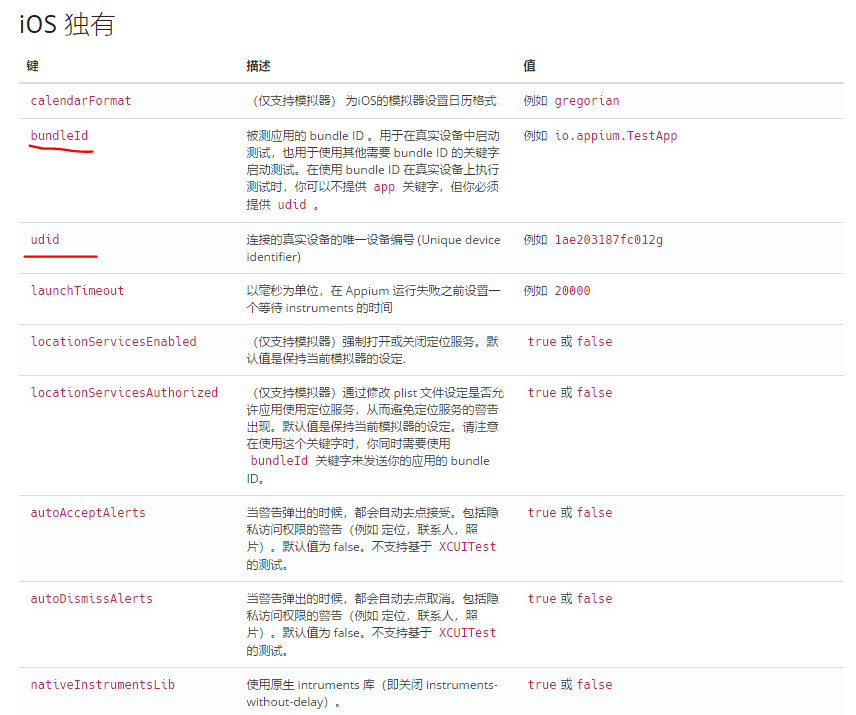 iOS 独有
键 描述 值
calendarFormat （仅支持模拟器） 为iOS的模拟器设置日历格式 例如 gregorian
bundleId 被测应用的 bundle ID 。用于在真实设备中启动 例如 io.appium.TestApp
测试，也用于使用其他需要 bundle ID 的关键字
启动测试。在使用 bundle ID 在真实设备上执行
测试时，你可以不提供 app 关键字，但你必须
提供 udid 。
udid 连接的真实设备的唯一设备编号 (Unique device 例如 1ae203187fc012g
identifier)
launchTimeout 以毫秒为单位，在 Appium 运行失败之前设置一 例如 20000
个等待 instruments 的时间
locationServicesEnabled （仅支持模拟器）强制打开或关闭定位服务。默 true 或 false
认值是保持当前模拟器的设定.
locationServicesAuthorized （仅支持模拟器）通过修改 plist 文件设定是否允 true 或 false
许应用使用定位服务，从而避免定位服务的警告
出现。默认值是保持当前模拟器的设定。请注意
在使用这个关键字时，你同时需要使用
bundleId 关键字来发送你的应用的 bundle
ID。
autoAcceptAlerts 当警告弹出的时候，都会自动去点接受。包括隐 true 或 false
私访问权限的警告（例如 定位，联系人，照
片）。默认值为 false。不支持基于 XCUITest
的测试。
autoDismissAlerts 当警告弹出的时候，都会自动去点取消。包括隐 true 或 false
私访问权限的警告（例如 定位，联系人，照
片）。默认值为 false。不支持基于 XCUITest
的测试。
nativeInstrumentsLib 使用原生 intruments 库（即关闭 instruments- true 或 false
without-delay）。